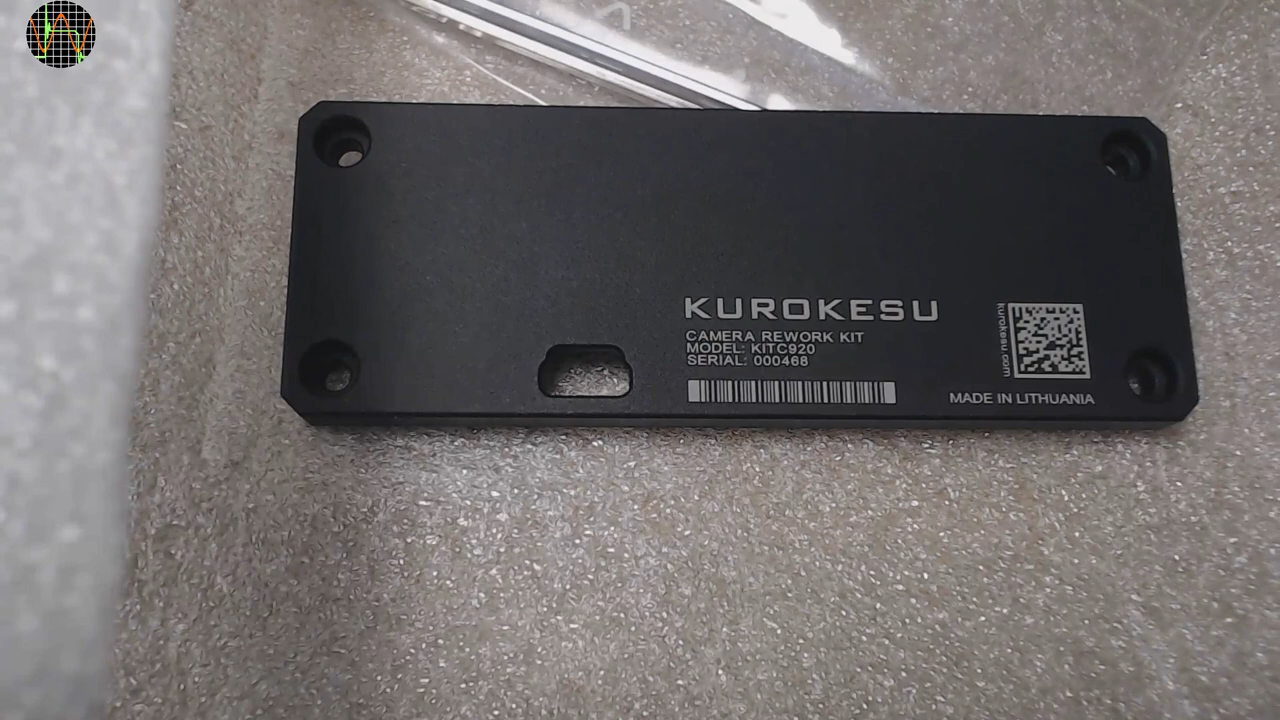 KUROKESU
CAMERA REWORK KIT
MODEL: KITC920
SERIAL: 000468
kurokesu.com
MADE IN LITHUANIA